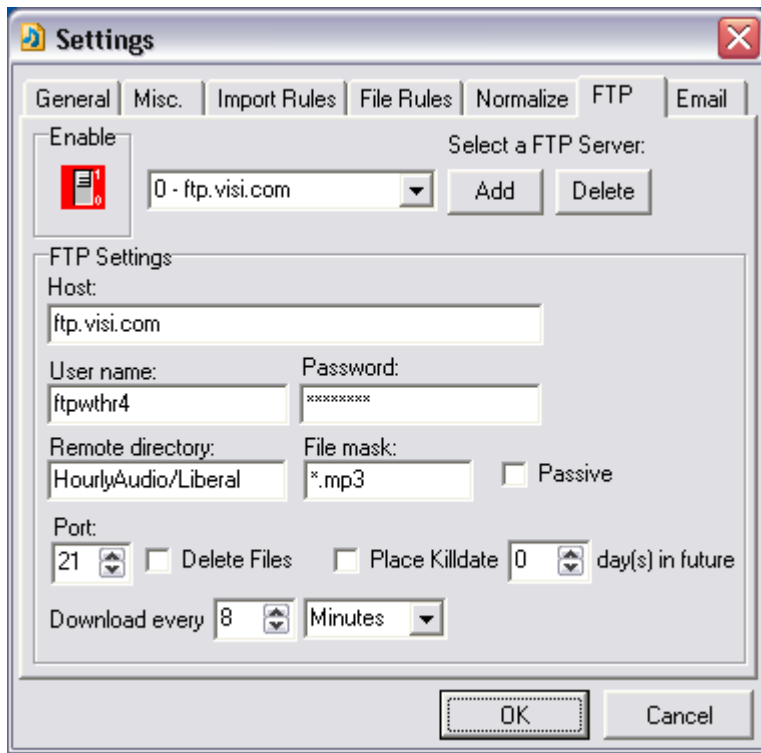 Settings
General Misc. Import Rules File Rules Normalize FTP Email
Enable
Select a FTP Server:
1
0
0 - ftp.visi.com Add Delete
FTP Settings
Host:
ftp.visi.com
User name: Password:
ftpwthr4 ********
Remote directory: File mask:
HourlyAudio/Liberal *.mp3 Passive
Port:
21 Delete Files Place Killdate 0 day(s) in future
Download every 8 Minutes
OK Cancel